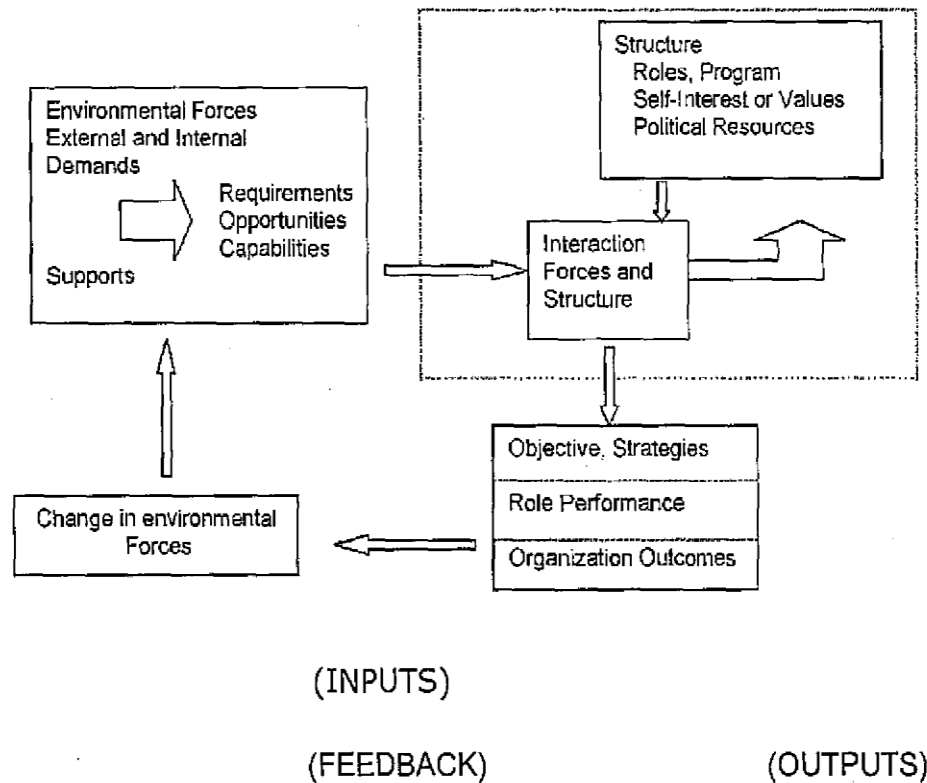 Structure
Roles, Program
Self-Interest or Values
Political Resources
Environmental Forces
External and Internal
Demands
Requirements
Opportunities
Capabilities
Supports
Interaction
Forces and
Structure
Objective, Strategies
Role Performance
Organization Outcomes
Change in environmental
Forces
(INPUTS)
(FEEDBACK)
(OUTPUTS)